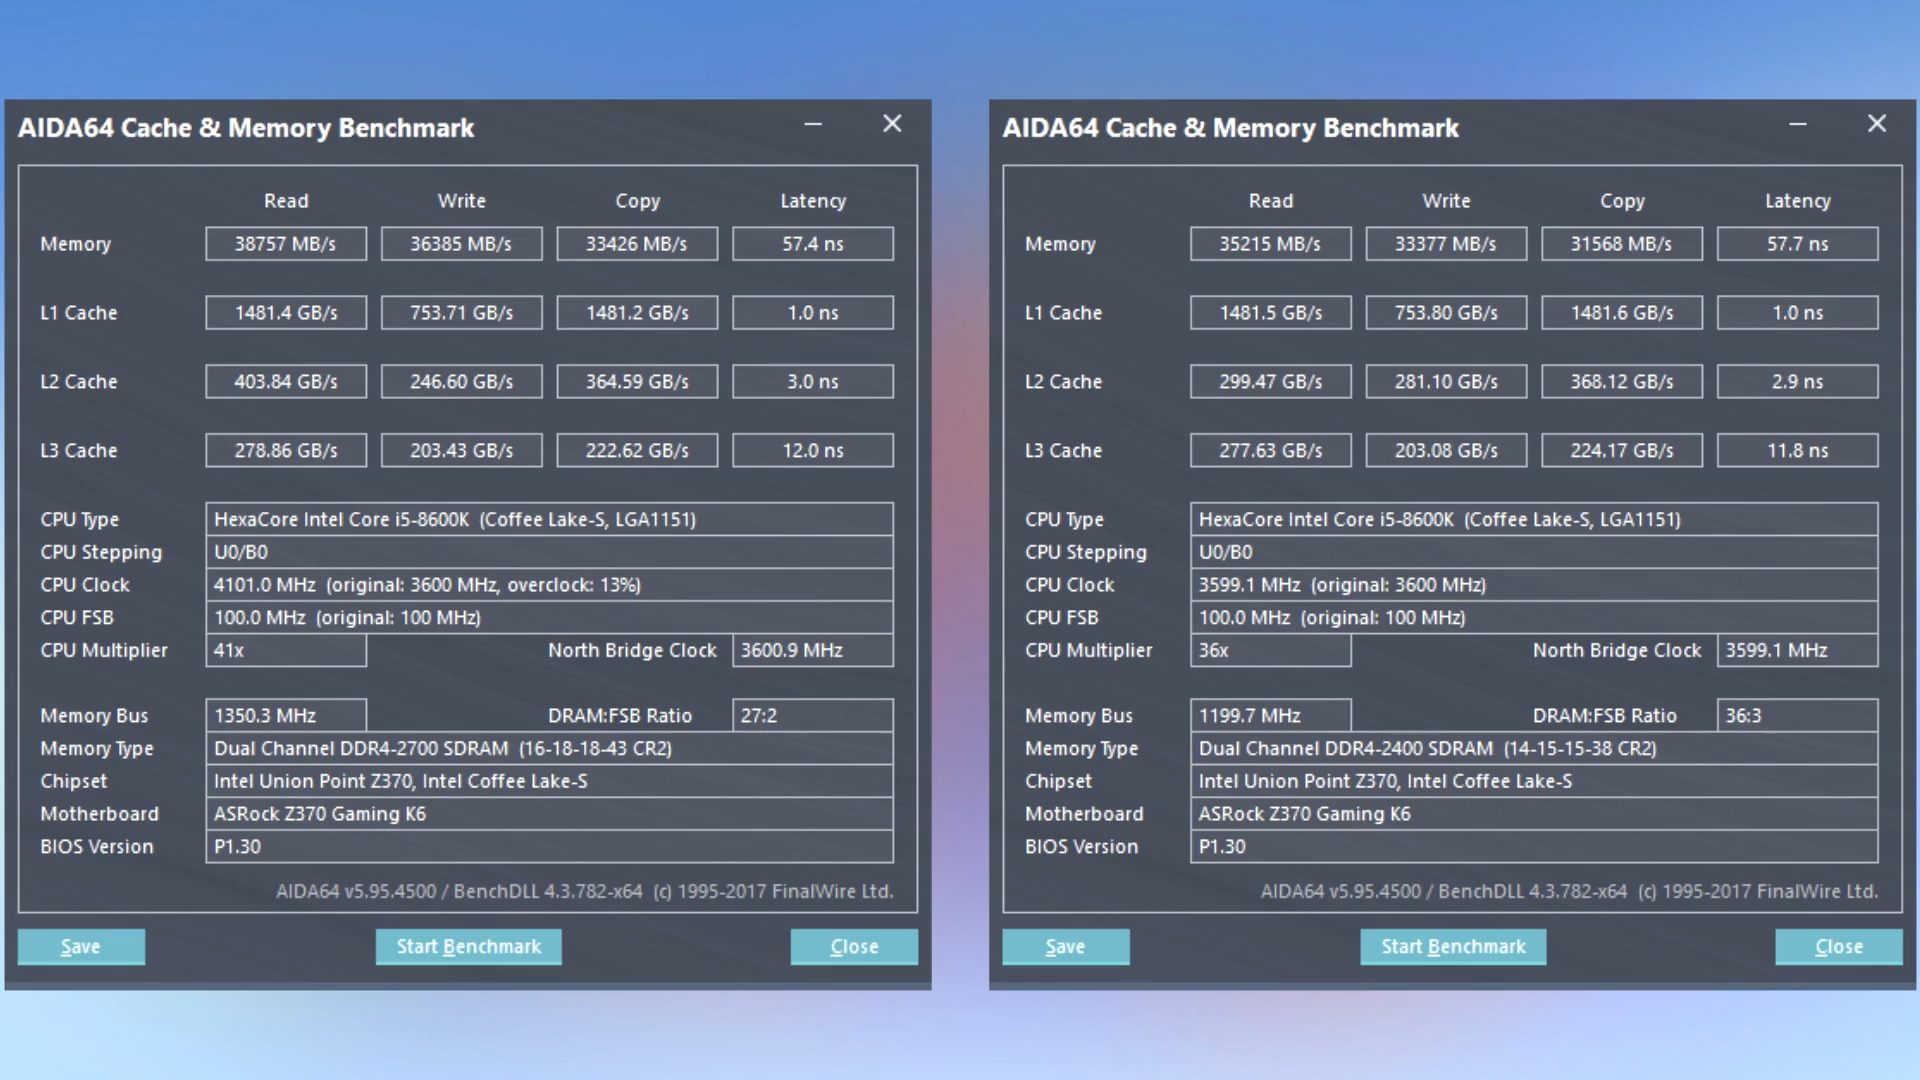 AIDA64 Cache & Memory Benchmark
Read Write Copy Latency
Memory 38757 MB/s 36385 MB/s 33426 MB/s 57.4 ns
L1 Cache 1481.4 GB/s 753.71 GB/s 1481.2 GB/s 1.0 ns
L2 Cache 403.84 GB/s 246.60 GB/s 364.59 GB/s 3.0 ns
L3 Cache 278.86 GB/s 203.43 GB/s 222.62 GB/s 12.0 ns
CPU Type HexaCore Intel Core i5-8600K (Coffee Lake-S, LGA1151)
CPU Stepping U0/B0
CPU Clock 4101.0 MHz (original: 3600 MHz, overclock: 13%)
CPU FSB 100.0 MHz (original: 100 MHz)
CPU Multiplier 41x North Bridge Clock 3600.9 MHz
Memory Bus 1350.3 MHz DRAM:FSB Ratio 27:2
Memory Type Dual Channel DDR4-2700 SDRAM (16-18-18-43 CR2)
Chipset Intel Union Point Z370, Intel Coffee Lake-S
Motherboard ASRock Z370 Gaming K6
BIOS Version P1.30
AIDA64 v5.95.4500 / BenchDLL 4.3.782-x64 (c) 1995-2017 FinalWire Ltd.
Save Start Benchmark Close
AIDA64 Cache & Memory Benchmark
Read Write Copy Latency
Memory 35215 MB/s 33377 MB/s 31568 MB/s 57.7 ns
L1 Cache 1481.5 GB/s 753.80 GB/s 1481.6 GB/s 1.0 ns
L2 Cache 299.47 GB/s 281.10 GB/s 368.12 GB/s 2.9 ns
L3 Cache 277.63 GB/s 203.08 GB/s 224.17 GB/s 11.8 ns
CPU Type HexaCore Intel Core i5-8600K (Coffee Lake-S, LGA1151)
CPU Stepping U0/B0
CPU Clock 3599.1 MHz (original: 3600 MHz)
CPU FSB 100.0 MHz (original: 100 MHz)
CPU Multiplier 36x North Bridge Clock 3599.1 MHz
Memory Bus 1199.7 MHz DRAM:FSB Ratio 36:3
Memory Type Dual Channel DDR4-2400 SDRAM (14-15-15-38 CR2)
Chipset Intel Union Point Z370, Intel Coffee Lake-S
Motherboard ASRock Z370 Gaming K6
BIOS Version P1.30
AIDA64 v5.95.4500 / BenchDLL 4.3.782-x64 (c) 1995-2017 FinalWire Ltd.
Save Start Benchmark Close